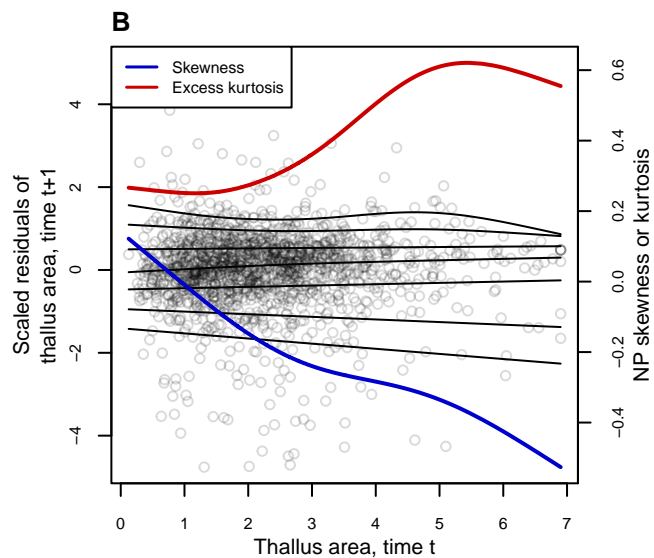 B
Skewness
Excess kurtosis
Scaled residuals of
thallus area, time t+1
4
2
0
−2
−4
0.6
0.4
0.2
0.0
−0.2
−0.4
NP skewness or kurtosis
0 1 2 3 4 5 6 7
Thallus area, time t